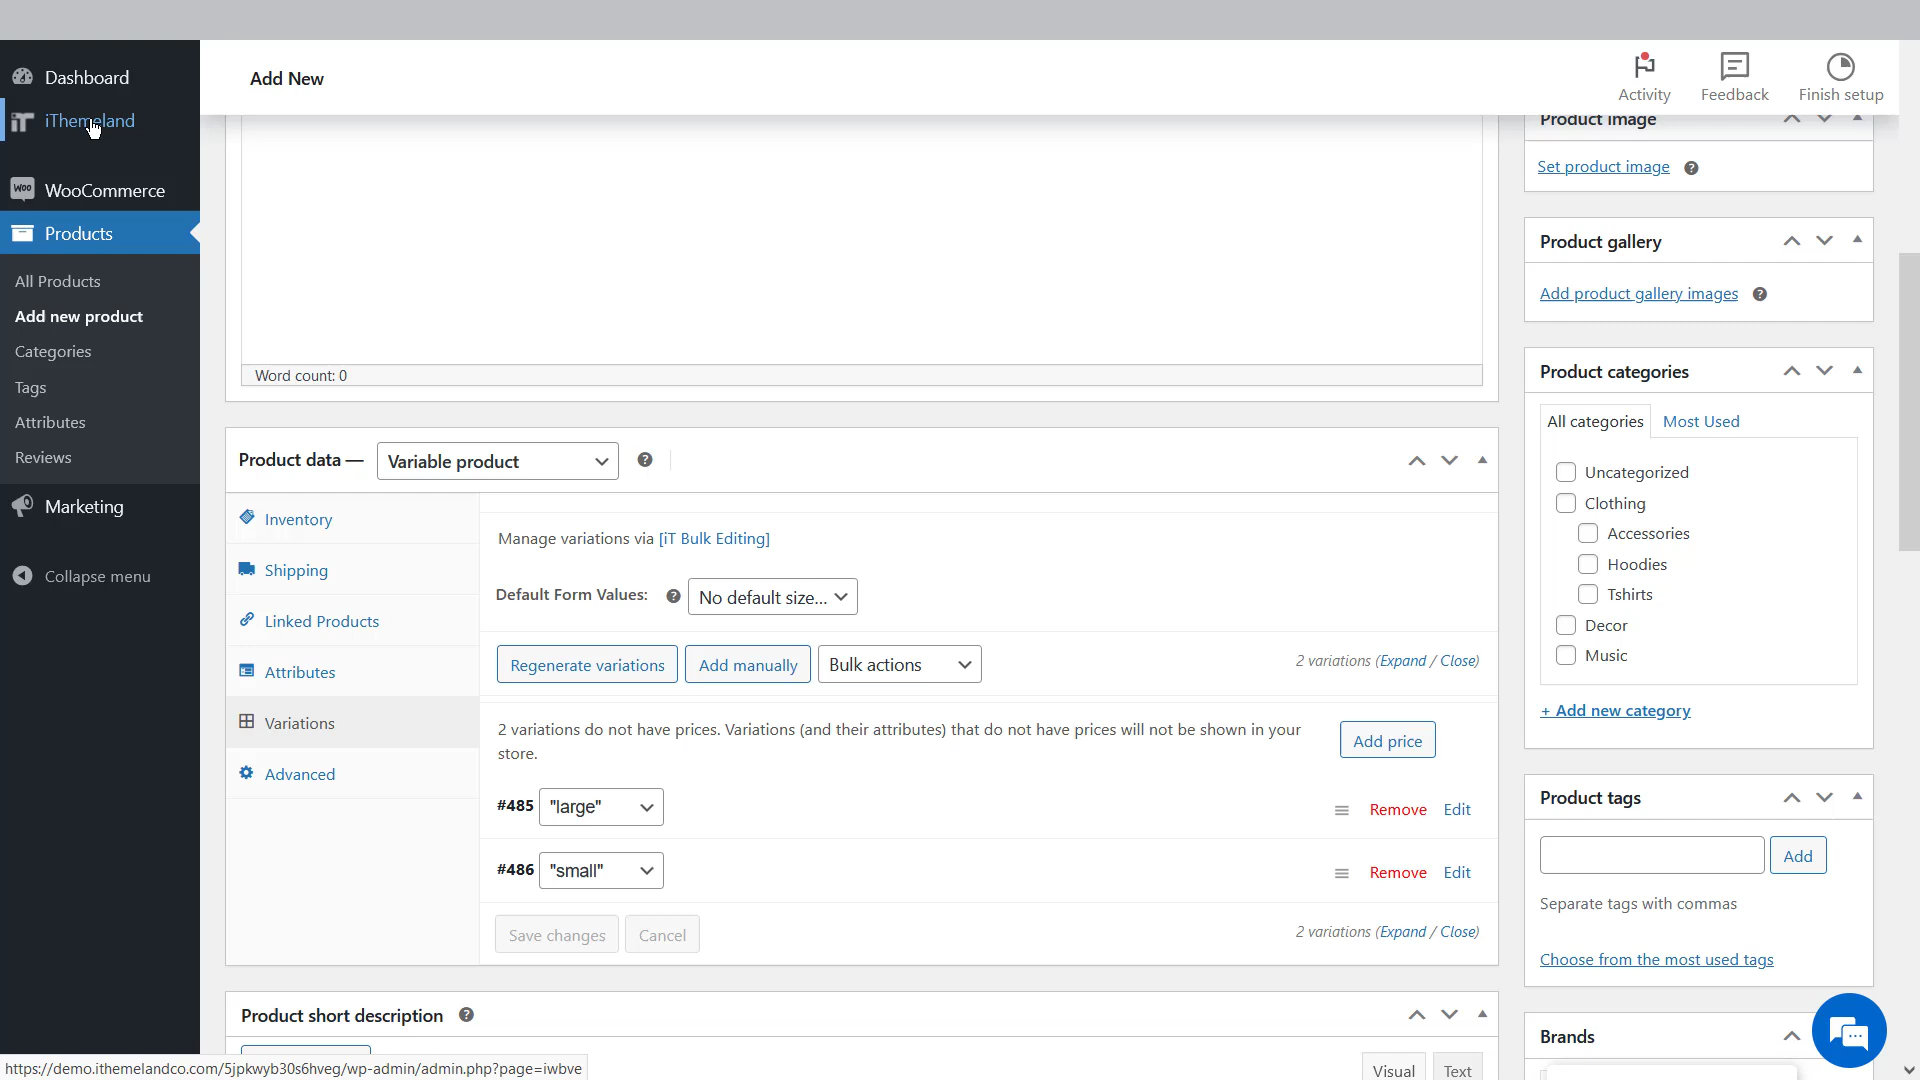 Dashboard
iThemeland
WOO WooCommerce
Products
All Products
Add new product
Categories
Tags
Attributes
Reviews
Marketing
Collapse menu
Add New
Activity
Feedback
Finish setup
Word count: 0
Product data —
Variable product
Inventory
Shipping
Linked Products
Attributes
Variations
Advanced
Manage variations via [iT Bulk Editing]
Default Form Values:
No default size...
Regenerate variations
Add manually
Bulk actions
2 variations (Expand / Close)
2 variations do not have prices. Variations (and their attributes) that do not have prices will not be shown in your
store.
Add price
#485 "large"
Remove Edit
#486 "small"
Remove Edit
Save changes
Cancel
2 variations (Expand / Close)
Product short description
Visual
Text
Product image
Set product image
Product gallery
Add product gallery images
Product categories
All categories
Most Used
Uncategorized
Clothing
Accessories
Hoodies
Tshirts
Decor
Music
+ Add new category
Product tags
Add
Separate tags with commas
Choose from the most used tags
Brands
https://demo.ithemelandco.com/5jpkwyb30s6hveg/wp-admin/admin.php?page=iwbve